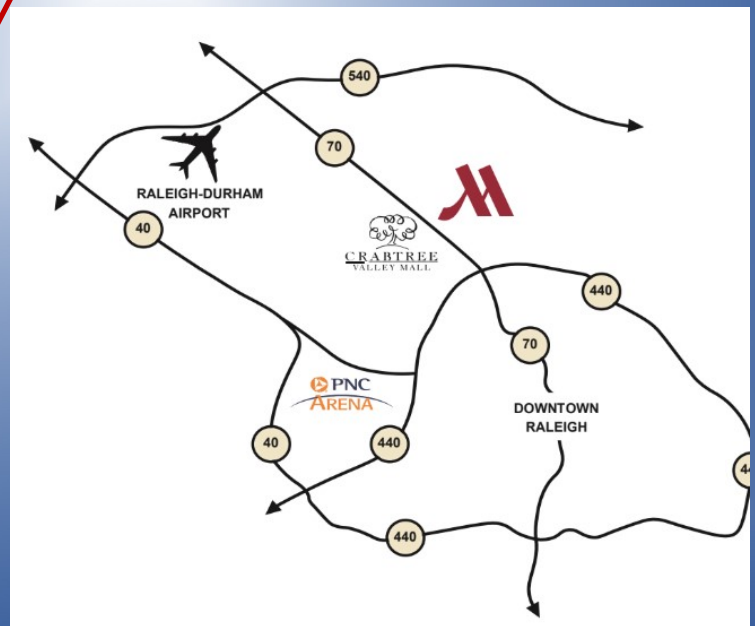 540
70
RALEIGH-DURHAM
AIRPORT
40
CRABTREE
VALLEY MALL
440
70
PNC
ARENA
DOWNTOWN
RALEIGH
40
440
440